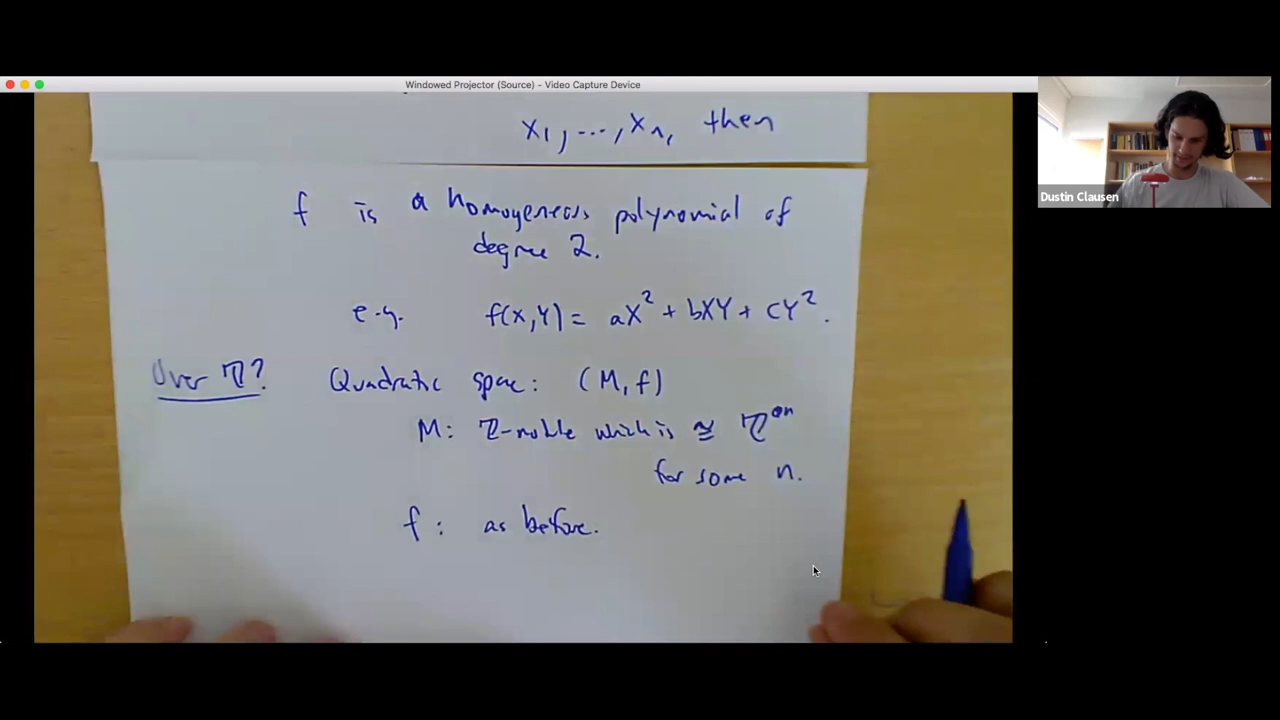 Windowed Projector (Source) - Video Capture Device
x₁, ..., xₙ, then
f is a homogeneous polynomial of
degree 2.
e.g. f(X,Y) = aX² + bXY + cY².
Over ℤ? Quadratic space: (M, f)
M: ℤ-module which is ≅ ℤ^⊕n
for some n.
f: as before.
Dustin Clausen